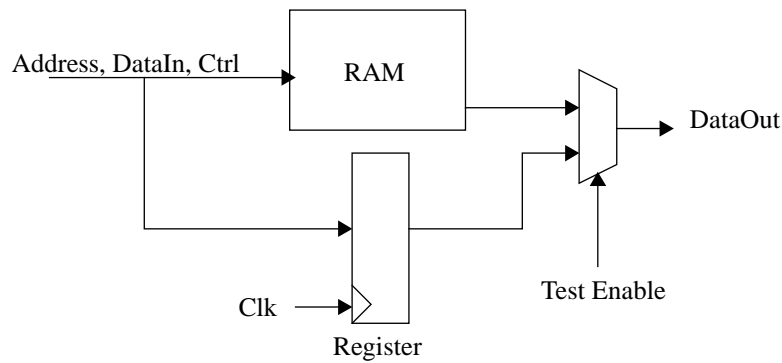 Address, DataIn, Ctrl
RAM
DataOut
Clk
Test Enable
Register